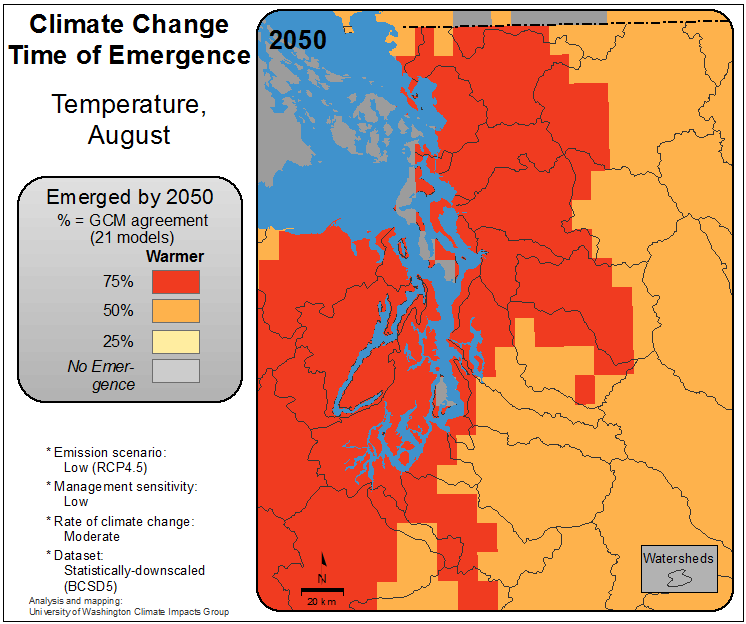 Climate Change
Time of Emergence
Temperature,
August
Emerged by 2050
% = GCM agreement
(21 models)
Warmer
75%
50%
25%
No Emer-
gence
* Emission scenario:
Low (RCP4.5)
* Management sensitivity:
Low
* Rate of climate change:
Moderate
* Dataset:
Statistically-downscaled
(BCSD5)
Analysis and mapping:
University of Washington Climate Impacts Group
2050
N
20 km
Watersheds